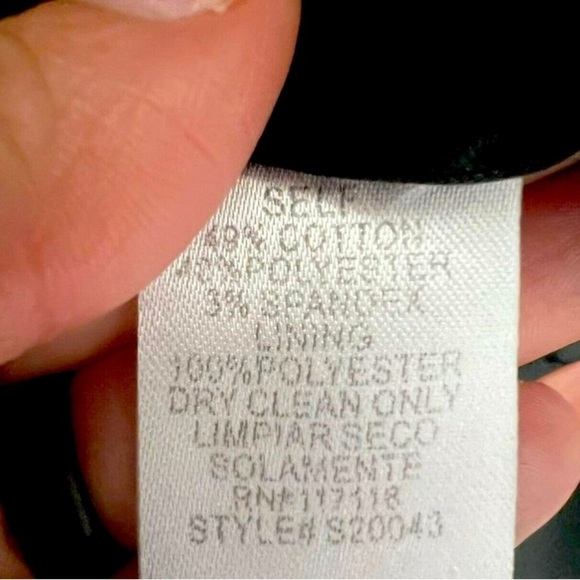 SELF
COTTON
POLYESTER
3% SPANDEX
LINING
100% POLYESTER
DRY CLEAN ONLY
LIMPIAR SECO
SOLAMENTE
RN# 117118
STYLE# S20043